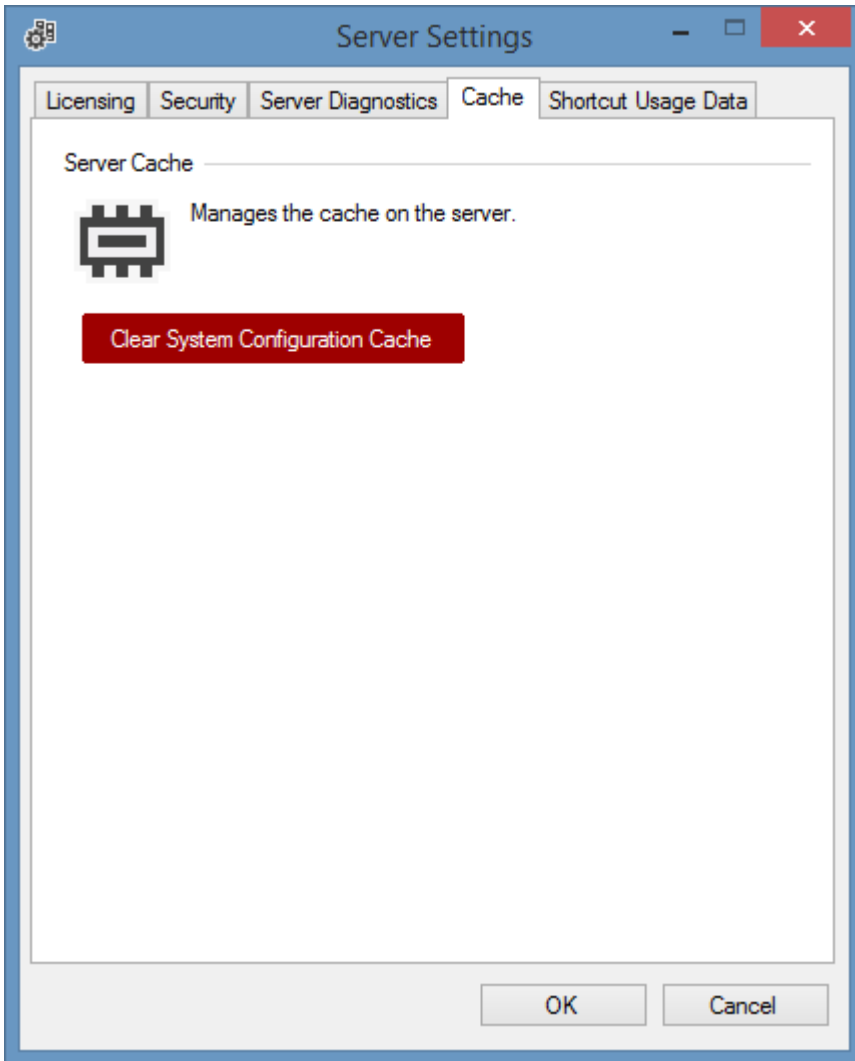 Server Settings
Licensing Security Server Diagnostics Cache Shortcut Usage Data
Server Cache
Manages the cache on the server.
Clear System Configuration Cache
OK Cancel